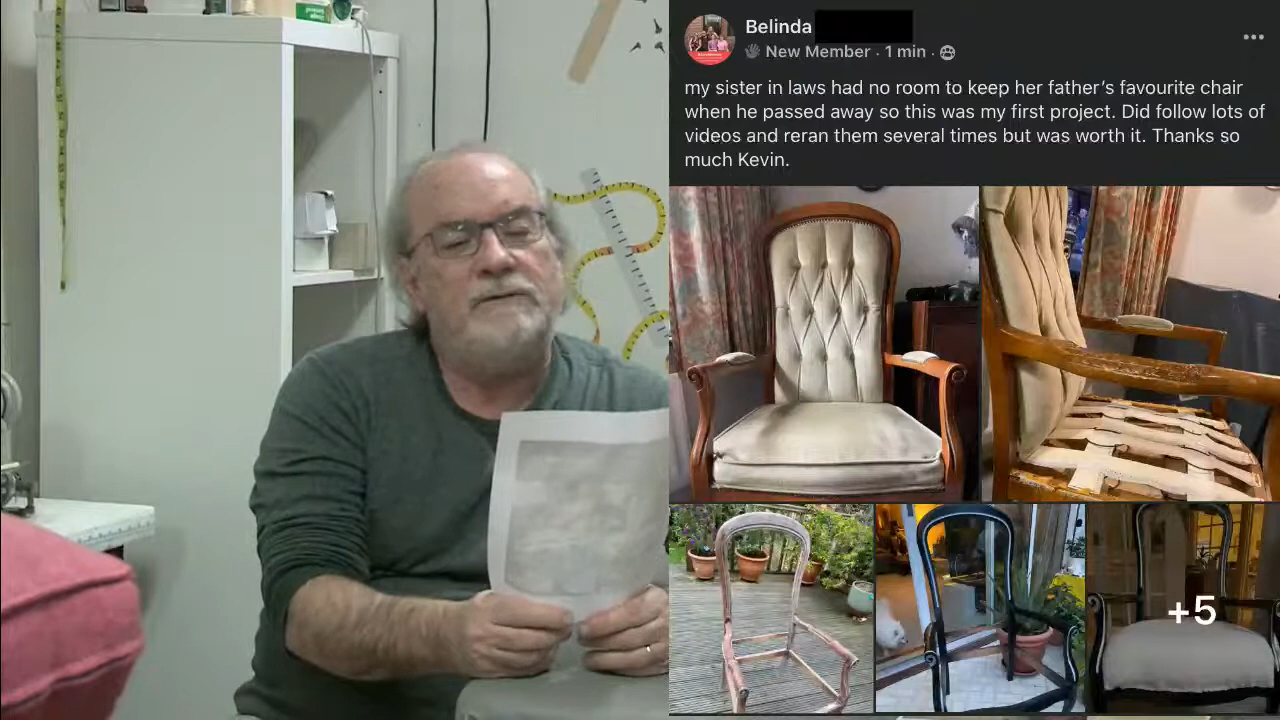 Belinda
New Member · 1 min ·
my sister in laws had no room to keep her father's favourite chair
when he passed away so this was my first project. Did follow lots of
videos and reran them several times but was worth it. Thanks so
much Kevin.
+5